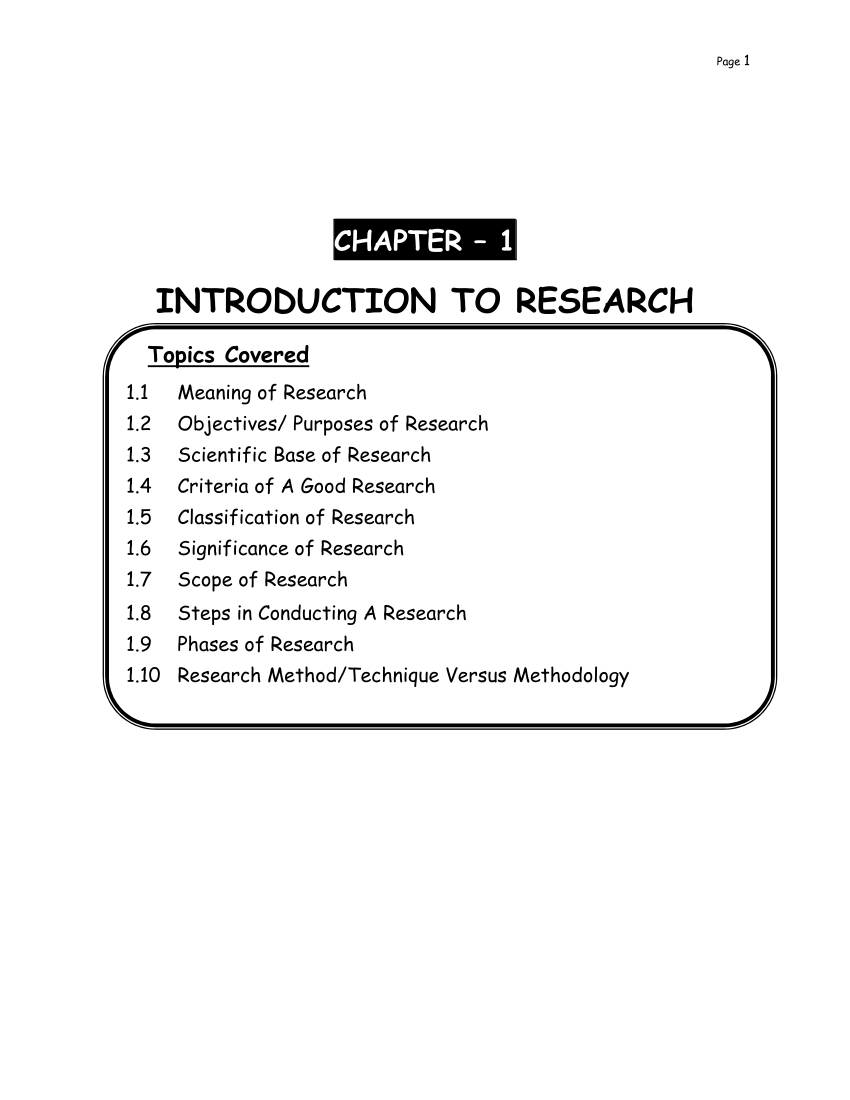 Page 1
CHAPTER – 1
INTRODUCTION TO RESEARCH
Topics Covered
1.1 Meaning of Research
1.2 Objectives/ Purposes of Research
1.3 Scientific Base of Research
1.4 Criteria of A Good Research
1.5 Classification of Research
1.6 Significance of Research
1.7 Scope of Research
1.8 Steps in Conducting A Research
1.9 Phases of Research
1.10 Research Method/Technique Versus Methodology